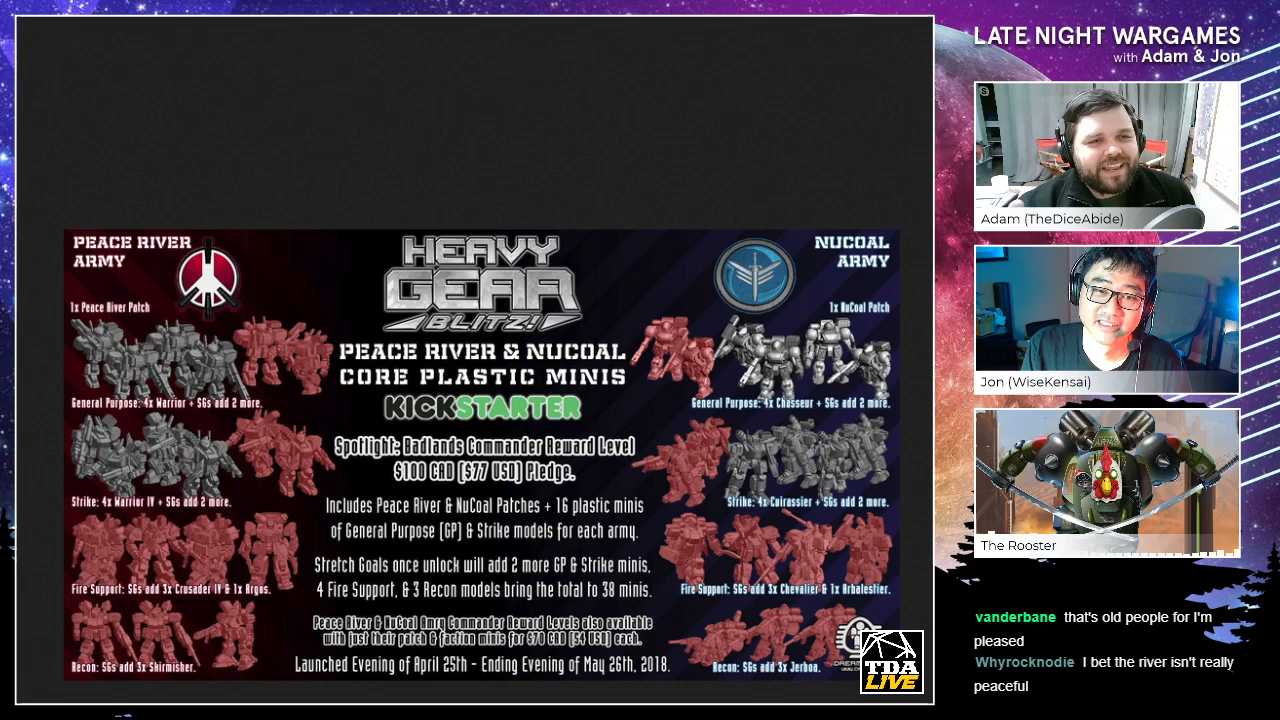 LATE NIGHT WARGAMES
with Adam & Jon
PEACE RIVER
ARMY
1x Peace River Patch
General Purpose: 4x Warrior + SGs add 2 more.
Strike: 4x Warrior IV + SGs add 2 more.
Fire Support: SGs add 3x Crusader IV & 1x Argos.
Recon: SGs add 3x Skirmisher.
HEAVY
GEAR
BLITZ!
PEACE RIVER & NUCOAL
CORE PLASTIC MINIS
KICKSTARTER
Spotlight: Badlands Commander Reward Level
$100 CAD ($77 USD) Pledge.
Includes Peace River & NuCoal Patches + 16 plastic minis
of General Purpose (GP) & Strike models for each army.
Stretch Goals once unlock will add 2 more GP & Strike minis,
4 Fire Support, & 3 Recon models bring the total to 38 minis.
Peace River & NuCoal Amry Commander Reward Levels also available
with just their patch & faction minis for $70 CAD ($54 USD) each.
Launched Evening of April 25th - Ending Evening of May 26th, 2018.
NUCOAL
ARMY
1x NuCoal Patch
General Purpose: 4x Chasseur + SGs add 2 more.
Strike: 4x Cuirassier + SGs add 2 more.
Fire Support: SGs add 3x Chevalier & 1x Arbalestier.
Recon: SGs add 3x Jerboa.
TDA
LIVE
Adam (TheDiceAbide)
Jon (WiseKensai)
ARMS
The Rooster
vanderbane that's old people for I'm
pleased
Whyrocknodie I bet the river isn't really
peaceful